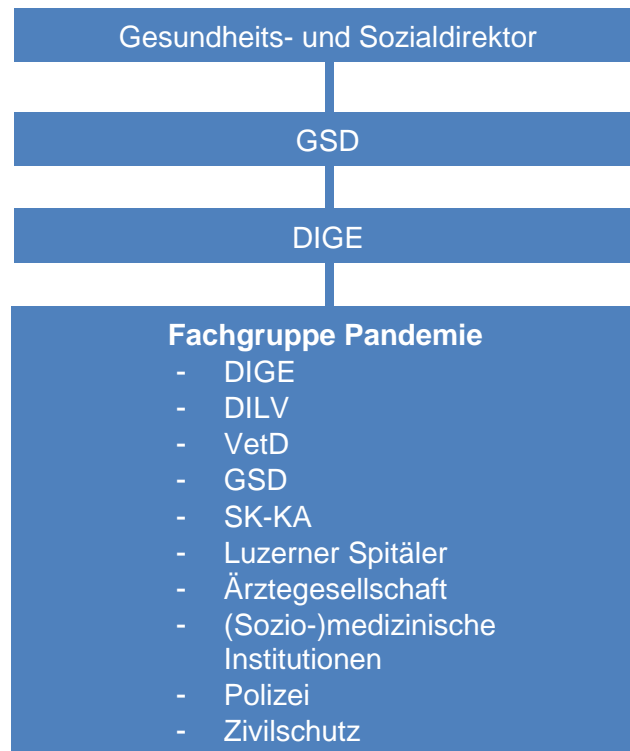 Gesundheits- und Sozialdirektor
GSD
DIGE
Fachgruppe Pandemie
- DIGE
- DILV
- VetD
- GSD
- SK-KA
- Luzerner Spitäler
- Ärztegesellschaft
- (Sozio-)medizinische
Institutionen
- Polizei
- Zivilschutz